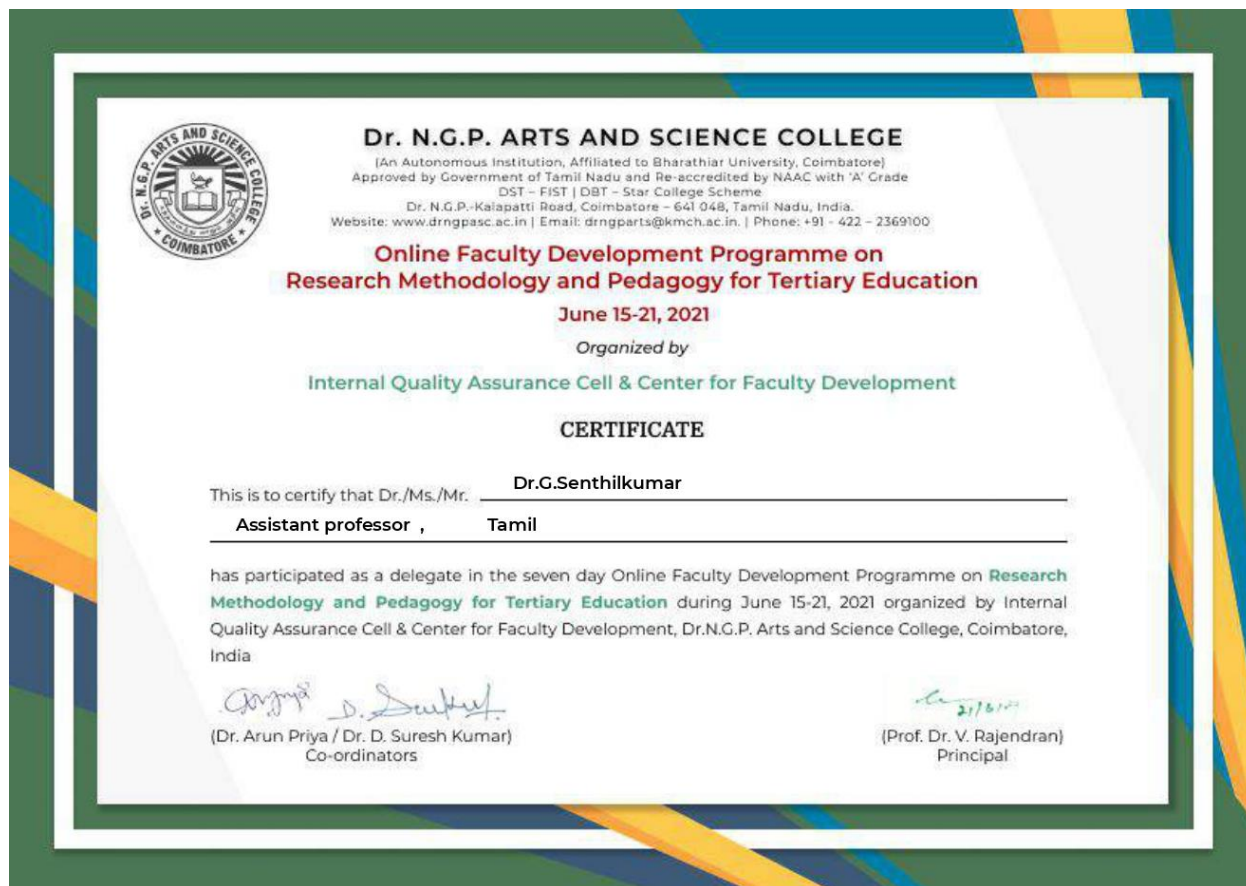 Dr. N.G.P. ARTS AND SCIENCE COLLEGE
COIMBATORE
Dr. N.G.P. ARTS AND SCIENCE COLLEGE
(An Autonomous Institution, Affiliated to Bharathiar University, Coimbatore)
Approved by Government of Tamil Nadu and Re-accredited by NAAC with 'A' Grade
DST – FIST | DBT – Star College Scheme
Dr. N.G.P.-Kalapatti Road, Coimbatore – 641 048, Tamil Nadu, India.
Website: www.drngpasc.ac.in | Email: drngparts@kmch.ac.in. | Phone: +91 - 422 – 2369100
Online Faculty Development Programme on
Research Methodology and Pedagogy for Tertiary Education
June 15-21, 2021
Organized by
Internal Quality Assurance Cell & Center for Faculty Development
CERTIFICATE
This is to certify that Dr./Ms./Mr. Dr.G.Senthilkumar
Assistant professor , Tamil
has participated as a delegate in the seven day Online Faculty Development Programme on Research
Methodology and Pedagogy for Tertiary Education during June 15-21, 2021 organized by Internal
Quality Assurance Cell & Center for Faculty Development, Dr.N.G.P. Arts and Science College, Coimbatore,
India
(Dr. Arun Priya / Dr. D. Suresh Kumar)
Co-ordinators
(Prof. Dr. V. Rajendran)
Principal